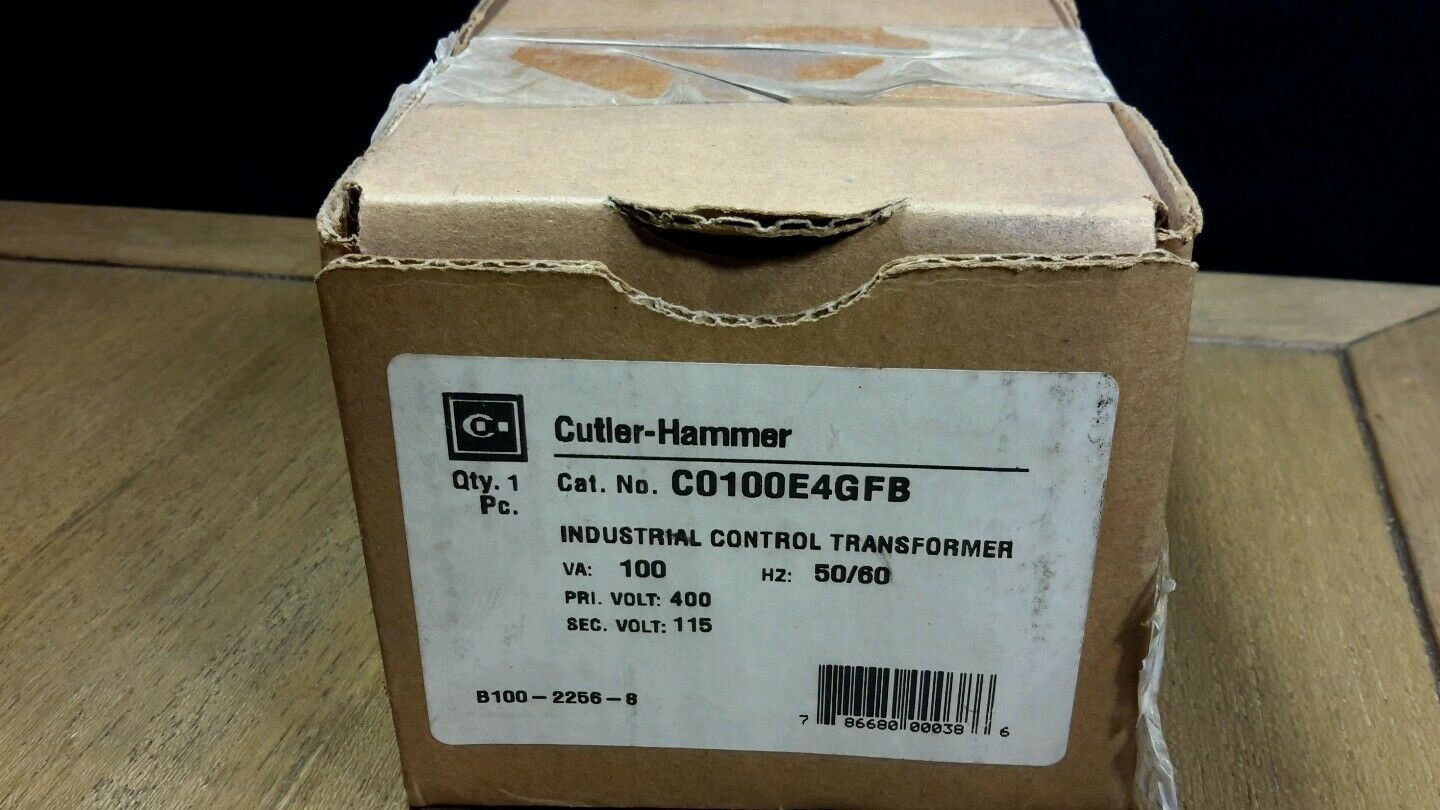 Cutler-Hammer
Qty. 1
Pc.
Cat. No. C0100E4GFB
INDUSTRIAL CONTROL TRANSFORMER
VA: 100 HZ: 50/60
PRI. VOLT: 400
SEC. VOLT: 115
B100-2256-8
7 86680 00038 6